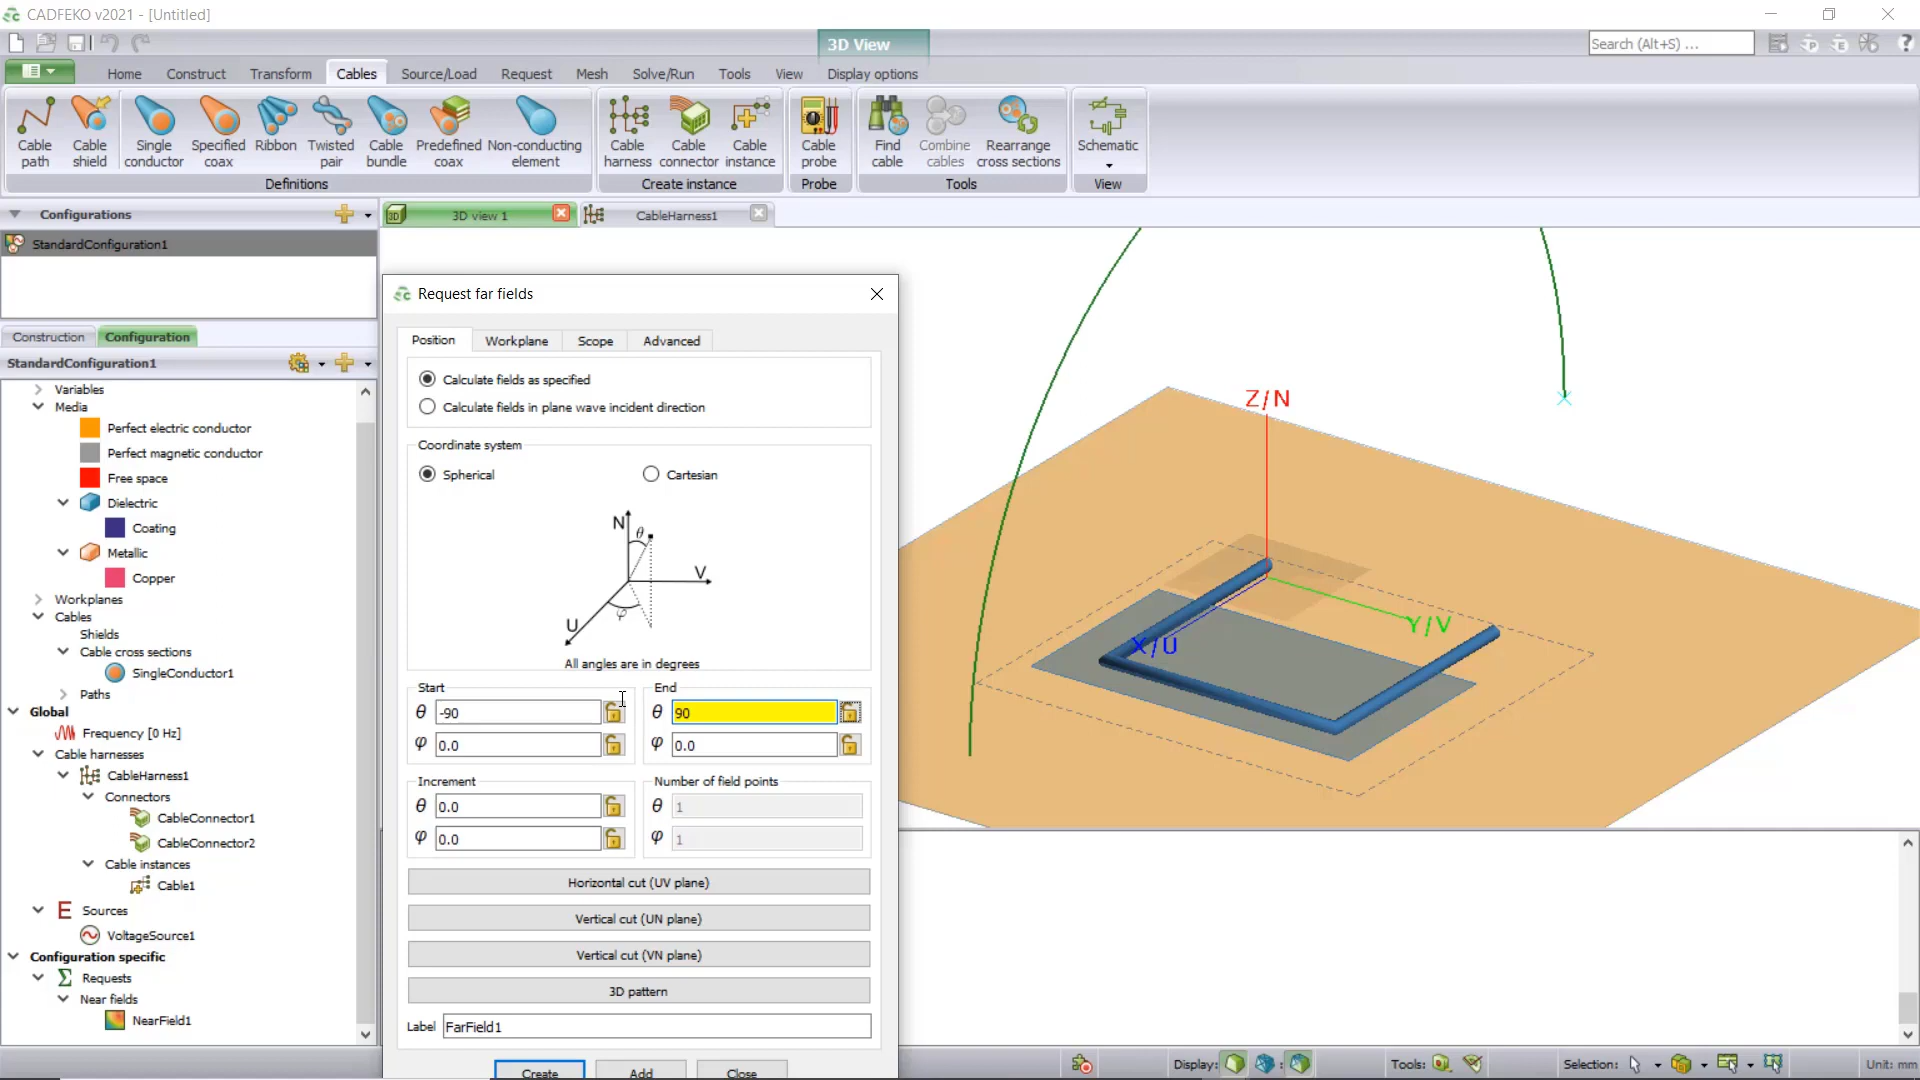 CADFEKO v2021 - [Untitled]
3D View
Search (Alt+S) ...
Home Construct Transform Cables Source/Load Request Mesh Solve/Run Tools View Display options
Cable path
Cable shield
Single conductor
Specified coax
Ribbon
Twisted pair
Cable bundle
Predefined coax
Non-conducting element
Cable harness
Cable connector
Cable instance
Cable probe
Find cable
Combine cables
Rearrange cross sections
Schematic
Definitions
Create instance
Probe
Tools
View
Configurations
3D view 1
CableHarness1
StandardConfiguration1
Construction
Configuration
StandardConfiguration1
Variables
Media
Perfect electric conductor
Perfect magnetic conductor
Free space
Dielectric
Coating
Metallic
Copper
Workplanes
Cables
Shields
Cable cross sections
SingleConductor1
Paths
Global
Frequency [0 Hz]
Cable harnesses
CableHarness1
Connectors
CableConnector1
CableConnector2
Cable instances
Cable1
Sources
VoltageSource1
Configuration specific
Requests
Near fields
NearField1
Request far fields
Position Workplane Scope Advanced
Calculate fields as specified
Calculate fields in plane wave incident direction
Coordinate system
Spherical Cartesian
N
θ
V
U
φ
All angles are in degrees
Start
θ -90
φ 0.0
End
θ 90
φ 0.0
Increment
θ 0.0
φ 0.0
Number of field points
θ 1
φ 1
Horizontal cut (UV plane)
Vertical cut (UN plane)
Vertical cut (VN plane)
3D pattern
Label FarField1
Create Add Close
Z/N
Y/V
X/U
Display:
Tools:
Selection:
Unit: mm